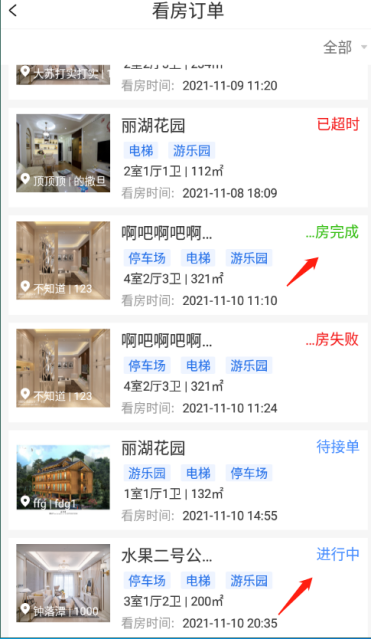 看房订单
全部
大苏打买打买 | 1
2室1厅3卫 | 234㎡
看房时间: 2021-11-09 11:20
丽湖花园
已超时
电梯 游乐园
2室1厅1卫 | 112㎡
顶顶顶 | 的撒旦
看房时间: 2021-11-08 18:09
啊吧啊吧啊...
...房完成
停车场 电梯 游乐园
4室2厅3卫 | 321㎡
不知道 | 123
看房时间: 2021-11-10 11:10
啊吧啊吧啊...
...房失败
停车场 电梯 游乐园
4室2厅3卫 | 321㎡
不知道 | 123
看房时间: 2021-11-10 11:24
丽湖花园
待接单
游乐园 电梯 停车场
1室1厅1卫 | 132㎡
ffg | fdg1
看房时间: 2021-11-10 14:55
水果二号公...
进行中
停车场 电梯 游乐园
3室1厅2卫 | 200㎡
钟落潭 | 1000
看房时间: 2021-11-10 20:35